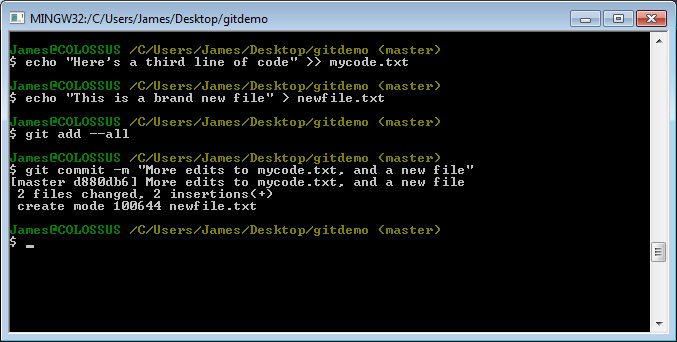 MINGW32:/C/Users/James/Desktop/gitdemo
James@COLOSSUS /C/Users/James/Desktop/gitdemo (master)
$ echo "Here's a third line of code" >> mycode.txt
James@COLOSSUS /C/Users/James/Desktop/gitdemo (master)
$ echo "This is a brand new file" > newfile.txt
James@COLOSSUS /C/Users/James/Desktop/gitdemo (master)
$ git add --all
James@COLOSSUS /C/Users/James/Desktop/gitdemo (master)
$ git commit -m "More edits to mycode.txt, and a new file"
[master d880db6] More edits to mycode.txt, and a new file
 2 files changed, 2 insertions(+)
 create mode 100644 newfile.txt
James@COLOSSUS /C/Users/James/Desktop/gitdemo (master)
$ _